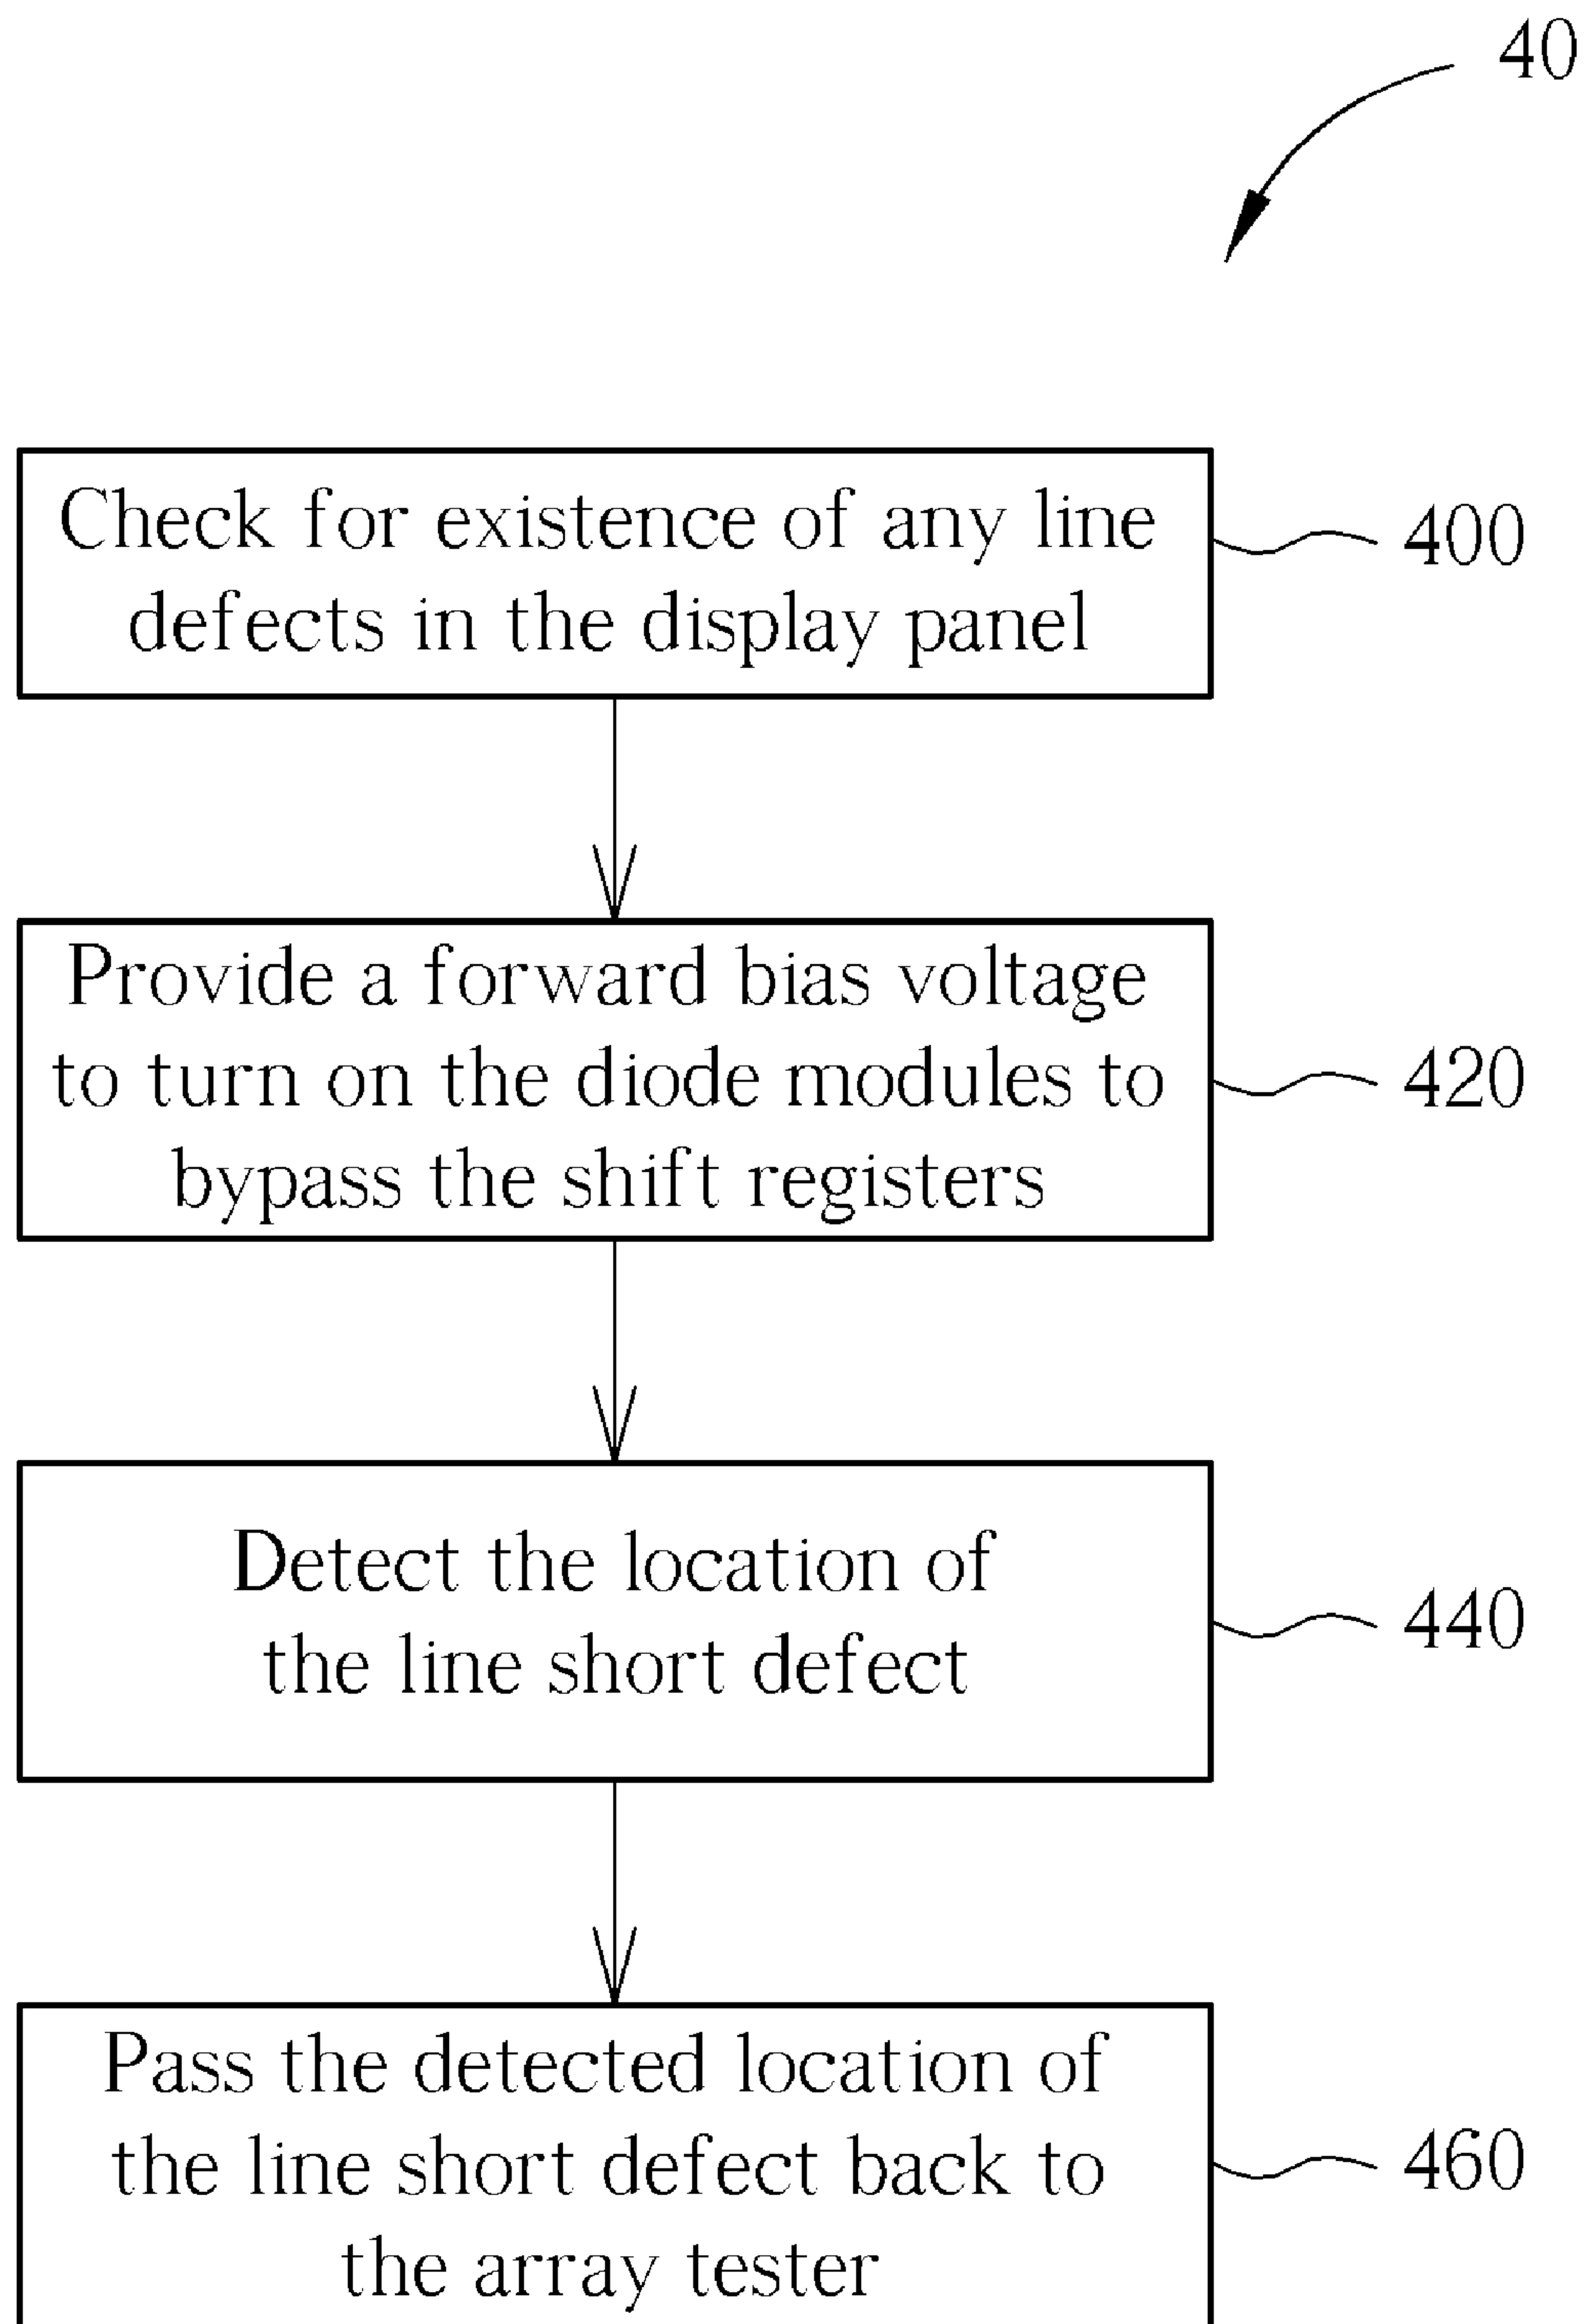 40
Check for existence of any line
defects in the display panel
400
Provide a forward bias voltage
to turn on the diode modules to
bypass the shift registers
420
Detect the location of
the line short defect
440
Pass the detected location of
the line short defect back to
the array tester
460